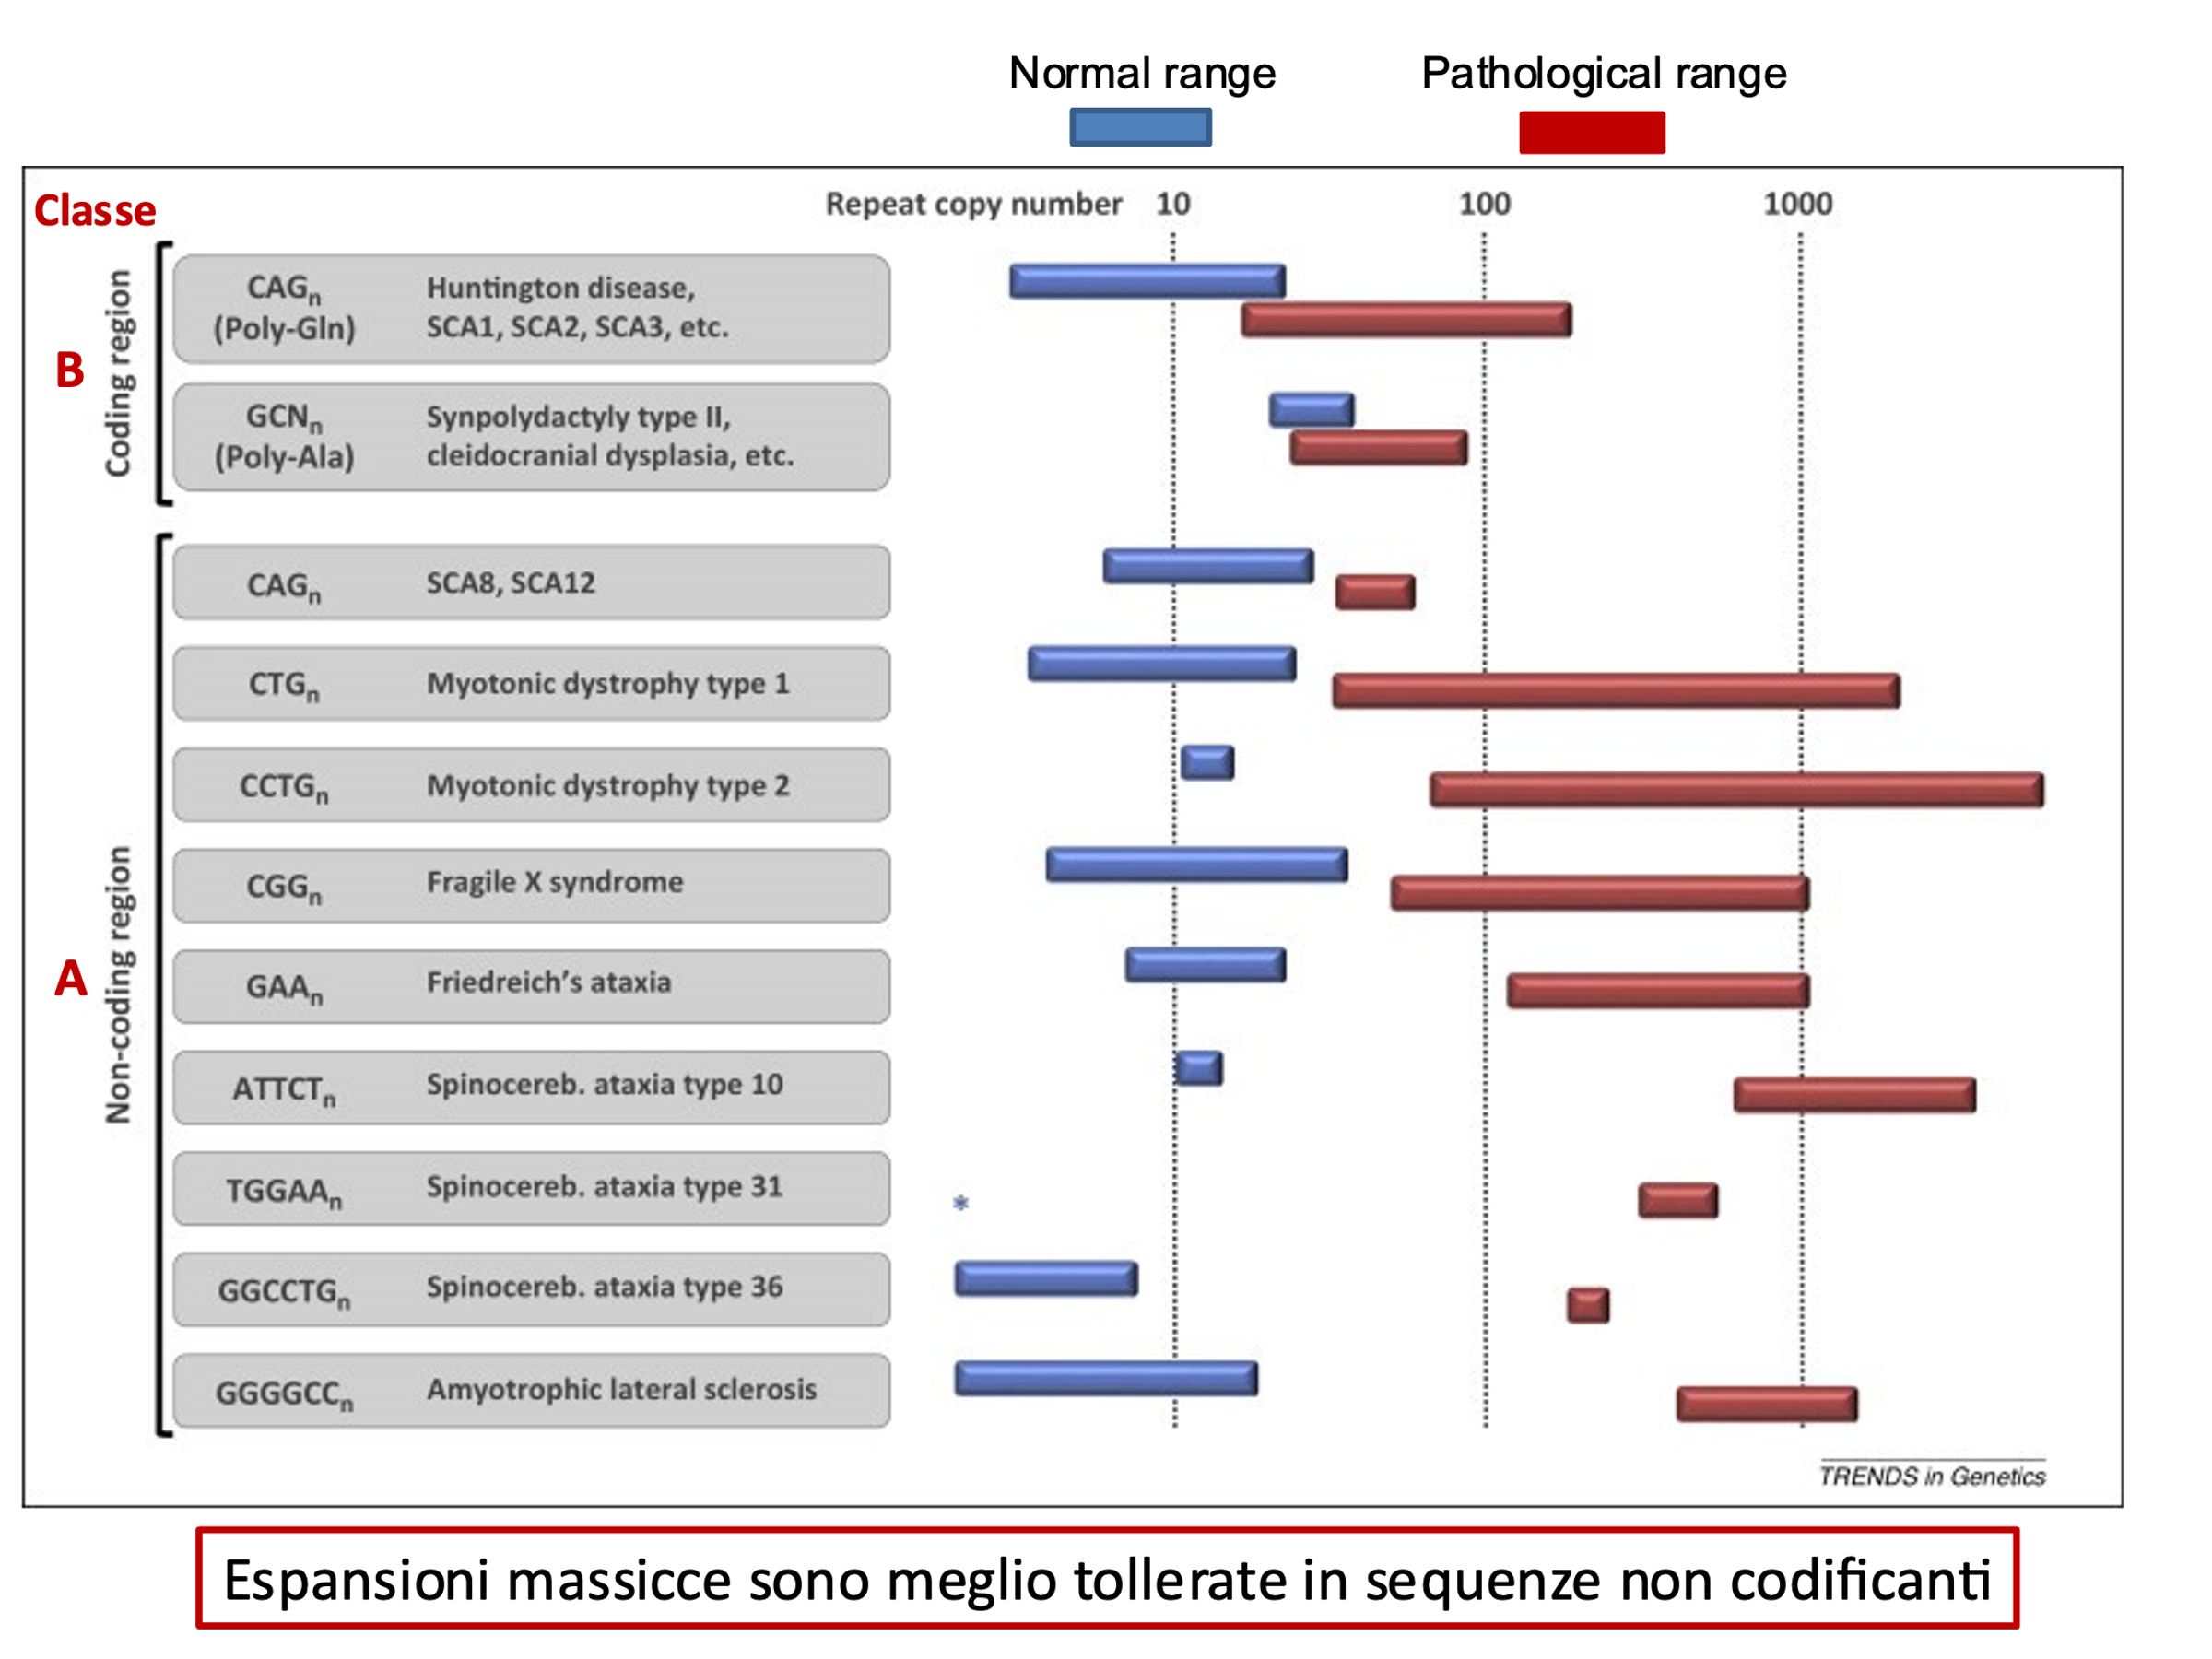 Normal range
Pathological range
Classe
Repeat copy number 10 100 1000
B
Coding region
CAGn
(Poly-Gln)
Huntington disease,
SCA1, SCA2, SCA3, etc.
GCNn
(Poly-Ala)
Synpolydactyly type II,
cleidocranial dysplasia, etc.
A
Non-coding region
CAGn SCA8, SCA12
CTGn Myotonic dystrophy type 1
CCTGn Myotonic dystrophy type 2
CGGn Fragile X syndrome
GAAn Friedreich’s ataxia
ATTCTn Spinocereb. ataxia type 10
TGGAAn Spinocereb. ataxia type 31 *
GGCCTGn Spinocereb. ataxia type 36
GGGGCCn Amyotrophic lateral sclerosis
TRENDS in Genetics
Espansioni massicce sono meglio tollerate in sequenze non codificanti